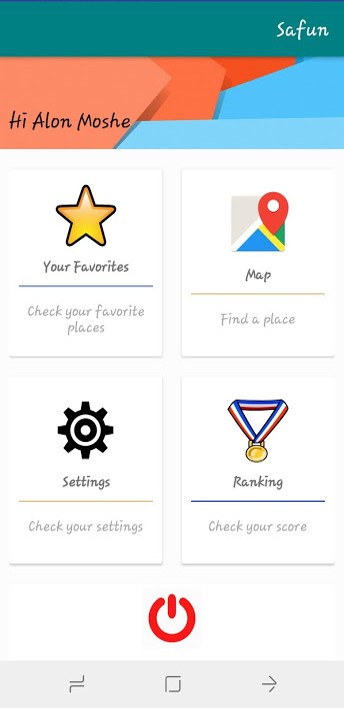 Safun
Hi Alon Moshe
Your Favorites
Check your favorite
places
Map
Find a place
Settings
Check your settings
Ranking
Check your score